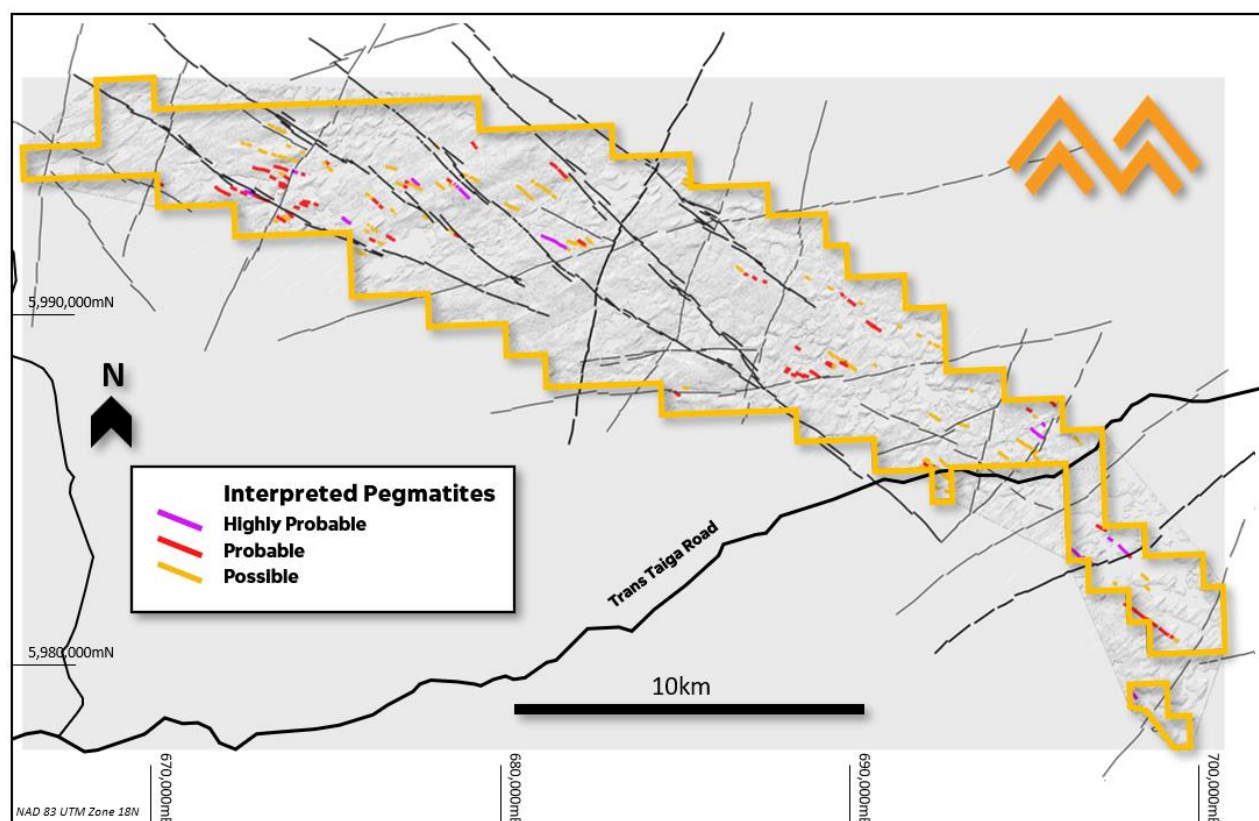 5,990,000mN
N
Interpreted Pegmatites
Highly Probable
Probable
Possible
Trans Taiga Road
5,980,000mN
10km
670,000mE
680,000mE
690,000mE
700,000mE
NAD 83 UTM Zone 18N